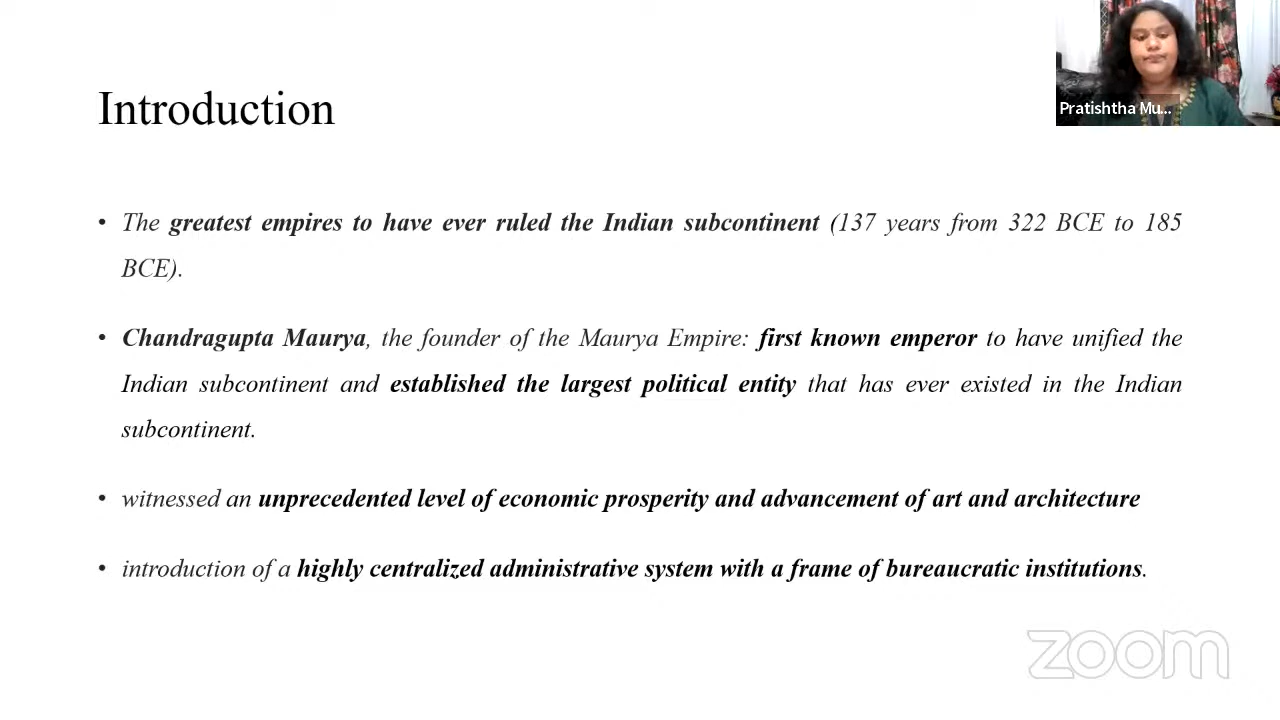 Introduction
Pratishtha Mu...
• The greatest empires to have ever ruled the Indian subcontinent (137 years from 322 BCE to 185
BCE).
• Chandragupta Maurya, the founder of the Maurya Empire: first known emperor to have unified the
Indian subcontinent and established the largest political entity that has ever existed in the Indian
subcontinent.
• witnessed an unprecedented level of economic prosperity and advancement of art and architecture
• introduction of a highly centralized administrative system with a frame of bureaucratic institutions.
zoom